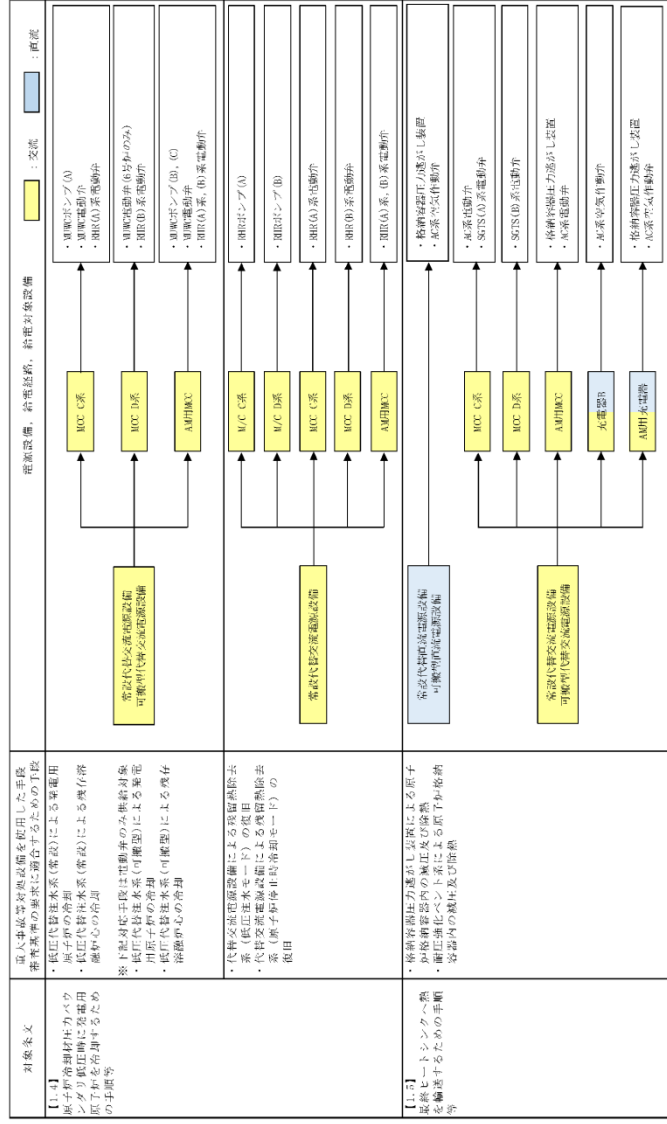 対象条文
重大事故等対処設備を使用した手段
審査基準の要求に適合するための手段
電源設備，給電経路，給電対象設備
：交流
：直流
【1.4】
原子炉冷却材圧力バウ
ンダリ低圧時に発電用
原子炉を冷却するため
の手順等
・低圧代替注水系(常設)による発電用
原子炉の冷却
・低圧代替注水系(常設)による残存溶
融炉心の冷却
※下記対応手段は電動弁のみ供給対象
・低圧代替注水系(可搬型)による発電
用原子炉の冷却
・低圧代替注水系(可搬型)による残存
溶融炉心の冷却
常設代替交流電源設備
可搬型代替交流電源設備
MCC C系
・MUWCポンプ(A)
・MUWC電動弁
・RHR(A)系電動弁
MCC D系
・MUWC電動弁(6号炉のみ)
・RHR(B)系電動弁
AM用MCC
・MUWCポンプ(B), (C)
・MUWC電動弁
・RHR(A)系, (B)系電動弁
・代替交流電源設備による残留熱除去
系(低圧注水モード)の復旧
・代替交流電源設備による残留熱除去
系(原子炉停止時冷却モード)の
復旧
常設代替交流電源設備
M/C C系
・RHRポンプ(A)
M/C D系
・RHRポンプ(B)
MCC C系
・RHR(A)系電動弁
MCC D系
・RHR(B)系電動弁
AM用MCC
・RHR(A)系, (B)系電動弁
【1.5】
最終ヒートシンクへ熱
を輸送するための手順
等
・格納容器圧力逃がし装置による原子
炉格納容器内の減圧及び除熱
・耐圧強化ベント系による原子炉格納
容器内の減圧及び除熱
常設代替直流電源設備
可搬型直流電源設備
・格納容器圧力逃がし装置
・AC系空気作動弁
常設代替交流電源設備
可搬型代替交流電源設備
MCC C系
・AC系電動弁
・SGTS(A)系電動弁
MCC D系
・SGTS(B)系電動弁
AM用MCC
・格納容器圧力逃がし装置
・AC系電動弁
充電器B
・AC系空気作動弁
AM用充電器
・格納容器圧力逃がし装置
・AC系空気作動弁